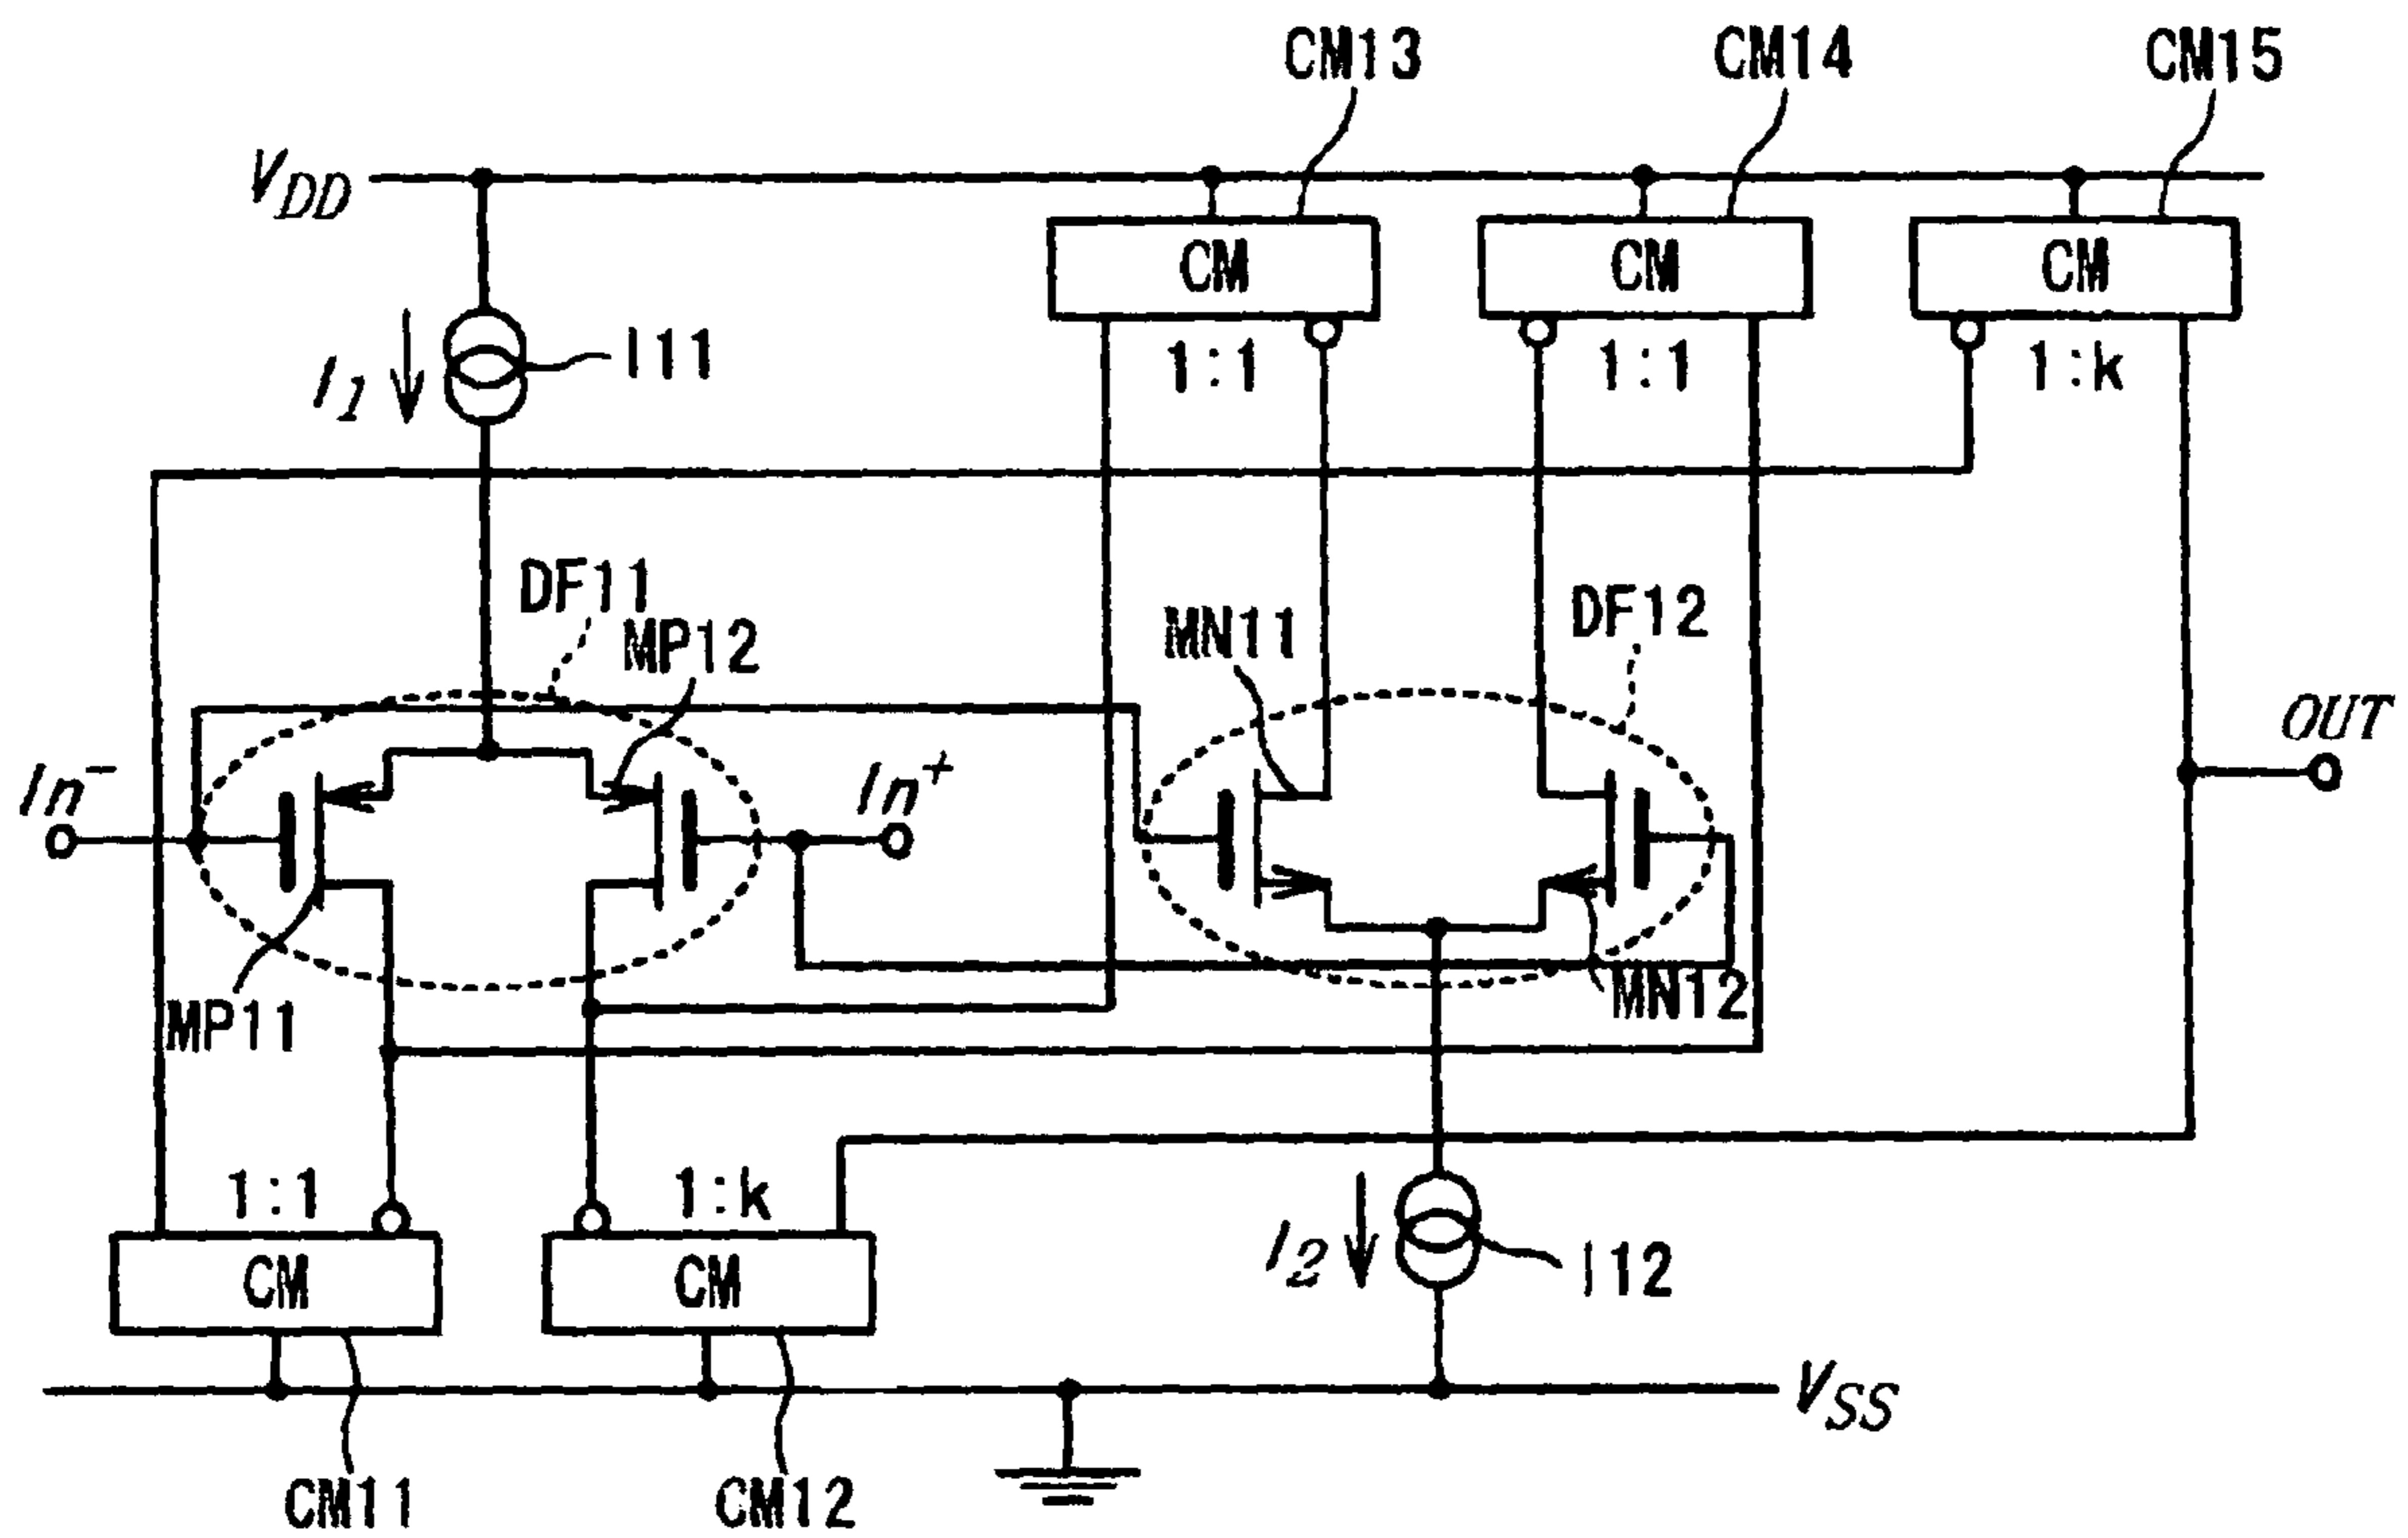 CM13 CM14 CM15
VDD
CM CM CM
I1 I11 1:1 1:1 1:k
DF11 MP12 MN11 DF12
OUT
In− In+
MP11 MN12
1:1 1:k
CM CM I2 I12
VSS
CM11 CM12